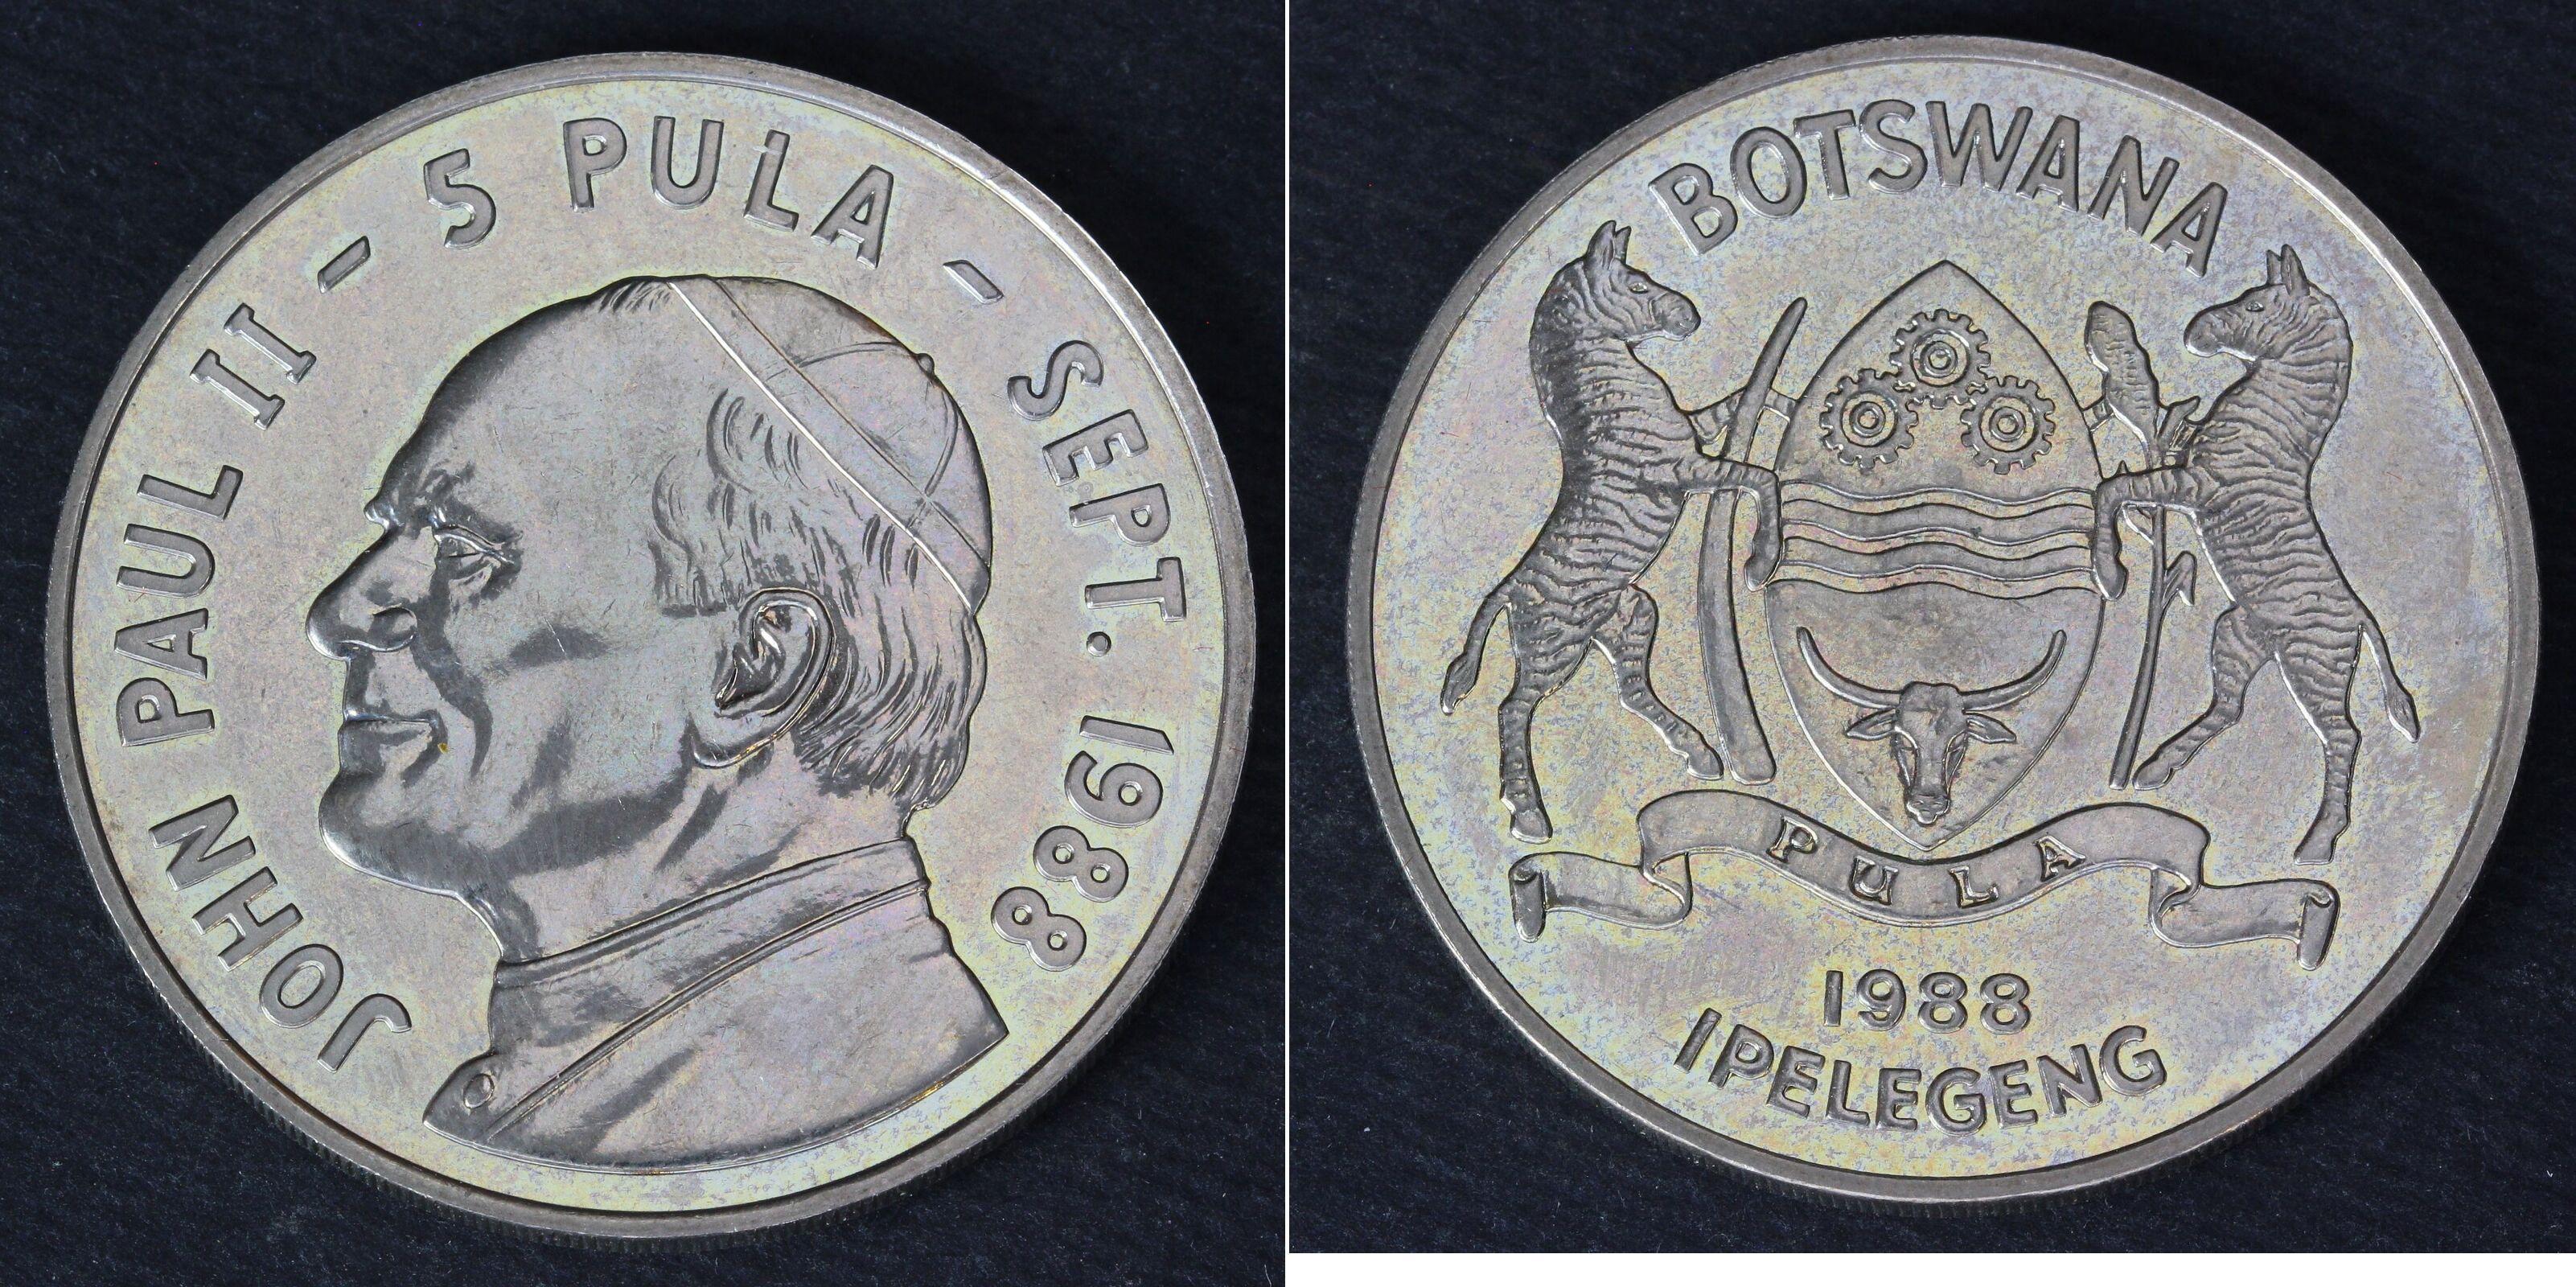 JOHN PAUL II - 5 PULA - SEPT. 1988
BOTSWANA
PULA
1988
IPELEGENG